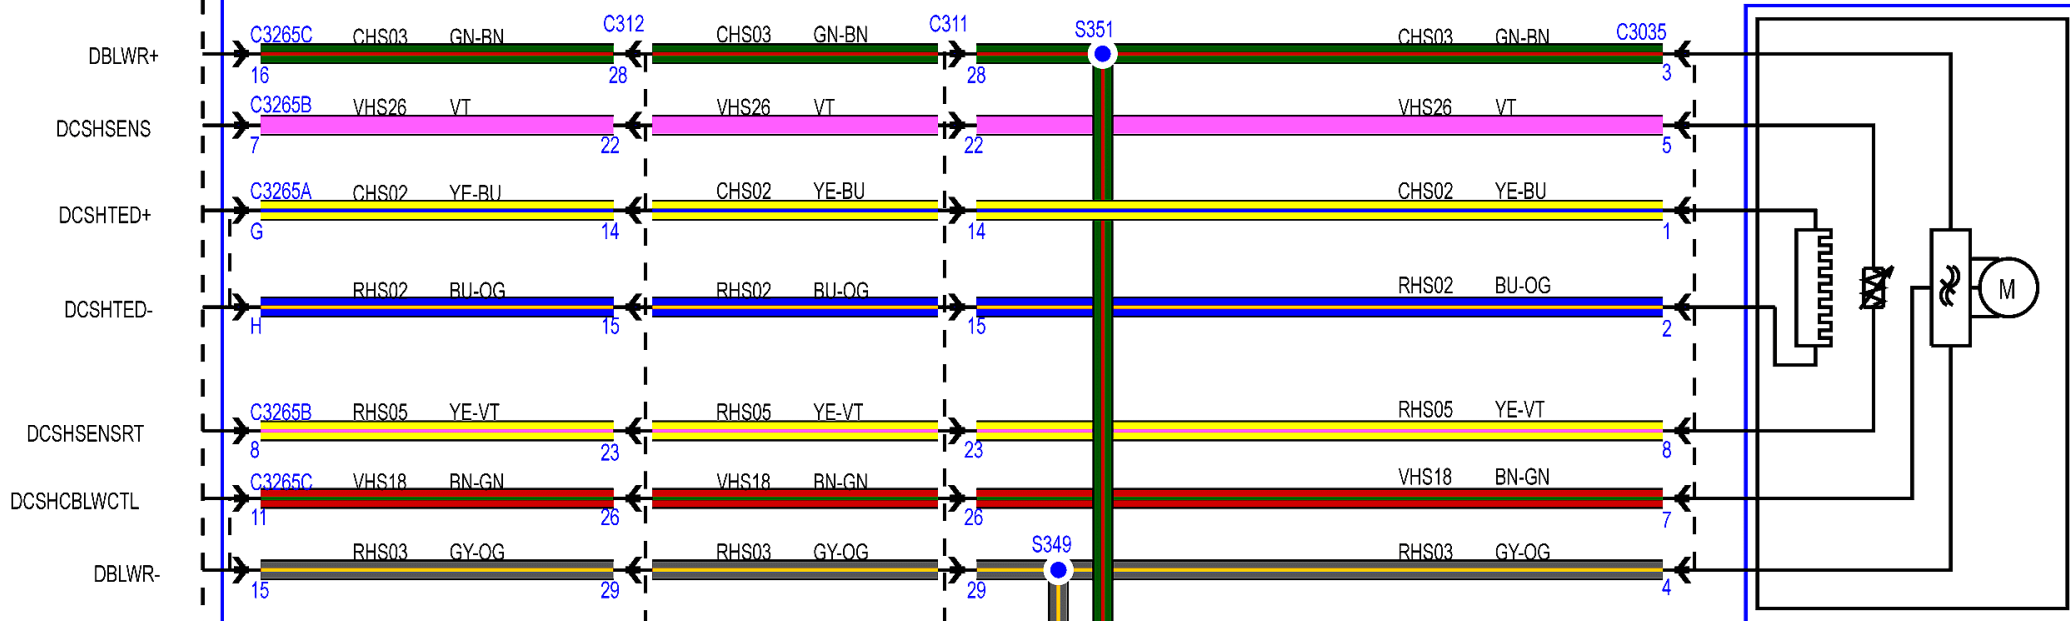 C312 C311 S351
C3265C CHS03 GN-BN CHS03 GN-BN CHS03 GN-BN C3035
DBLWR+
16 28 28 3
C3265B VHS26 VT VHS26 VT VHS26 VT
DCSHSENS
7 22 22 5
C3265A CHS02 YE-BU CHS02 YE-BU CHS02 YE-BU
DCSHTED+
G 14 14 1
RHS02 BU-OG RHS02 BU-OG RHS02 BU-OG
M
DCSHTED-
H 15 15 2
C3265B RHS05 YE-VT RHS05 YE-VT RHS05 YE-VT
DCSHSENSRT
8 23 23 8
C3265C VHS18 BN-GN VHS18 BN-GN VHS18 BN-GN
DCSHCBLWCTL
11 26 26 7
S349
RHS03 GY-OG RHS03 GY-OG RHS03 GY-OG
DBLWR-
15 29 29 4